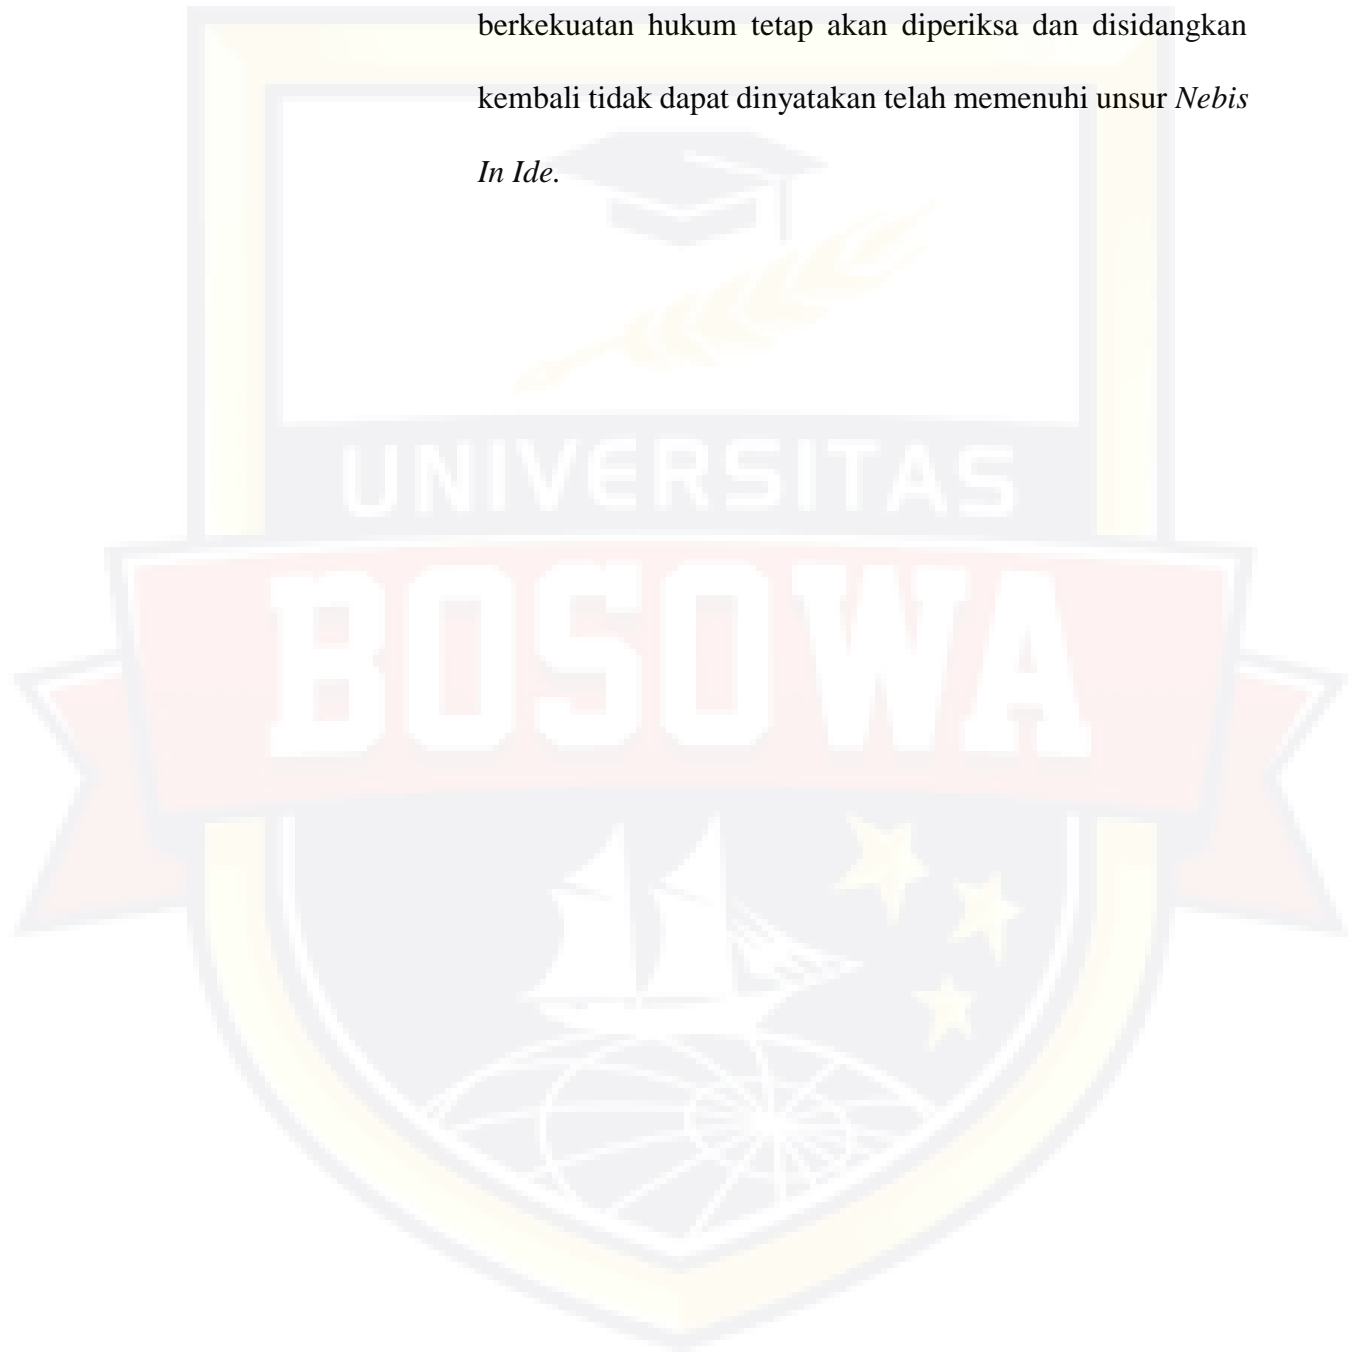 berkekuatan hukum tetap akan diperiksa dan disidangkan
kembali tidak dapat dinyatakan telah memenuhi unsur Nebis
In Ide.
UNIVERSITAS
BOSOWA